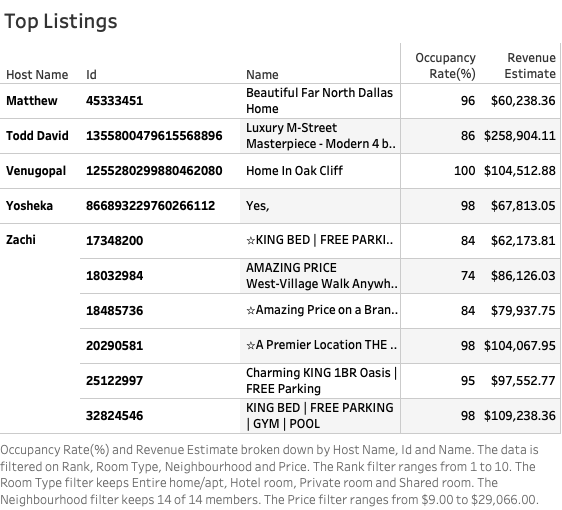 Top Listings
Host Name Id Name Occupancy Rate(%) Revenue Estimate
Matthew 45333451 Beautiful Far North Dallas Home 96 $60,238.36
Todd David 1355800479615568896 Luxury M-Street Masterpiece - Modern 4 b.. 86 $258,904.11
Venugopal 1255280299880462080 Home In Oak Cliff 100 $104,512.88
Yosheka 866893229760266112 Yes, 98 $67,813.05
Zachi 17348200 ☆KING BED | FREE PARKI.. 84 $62,173.81
18032984 AMAZING PRICE West-Village Walk Anywh.. 74 $86,126.03
18485736 ☆Amazing Price on a Bran.. 84 $79,937.75
20290581 ☆A Premier Location THE .. 98 $104,067.95
25122997 Charming KING 1BR Oasis | FREE Parking 95 $97,552.77
32824546 KING BED | FREE PARKING | GYM | POOL 98 $109,238.36
Occupancy Rate(%) and Revenue Estimate broken down by Host Name, Id and Name. The data is
filtered on Rank, Room Type, Neighbourhood and Price. The Rank filter ranges from 1 to 10. The
Room Type filter keeps Entire home/apt, Hotel room, Private room and Shared room. The
Neighbourhood filter keeps 14 of 14 members. The Price filter ranges from $9.00 to $29,066.00.